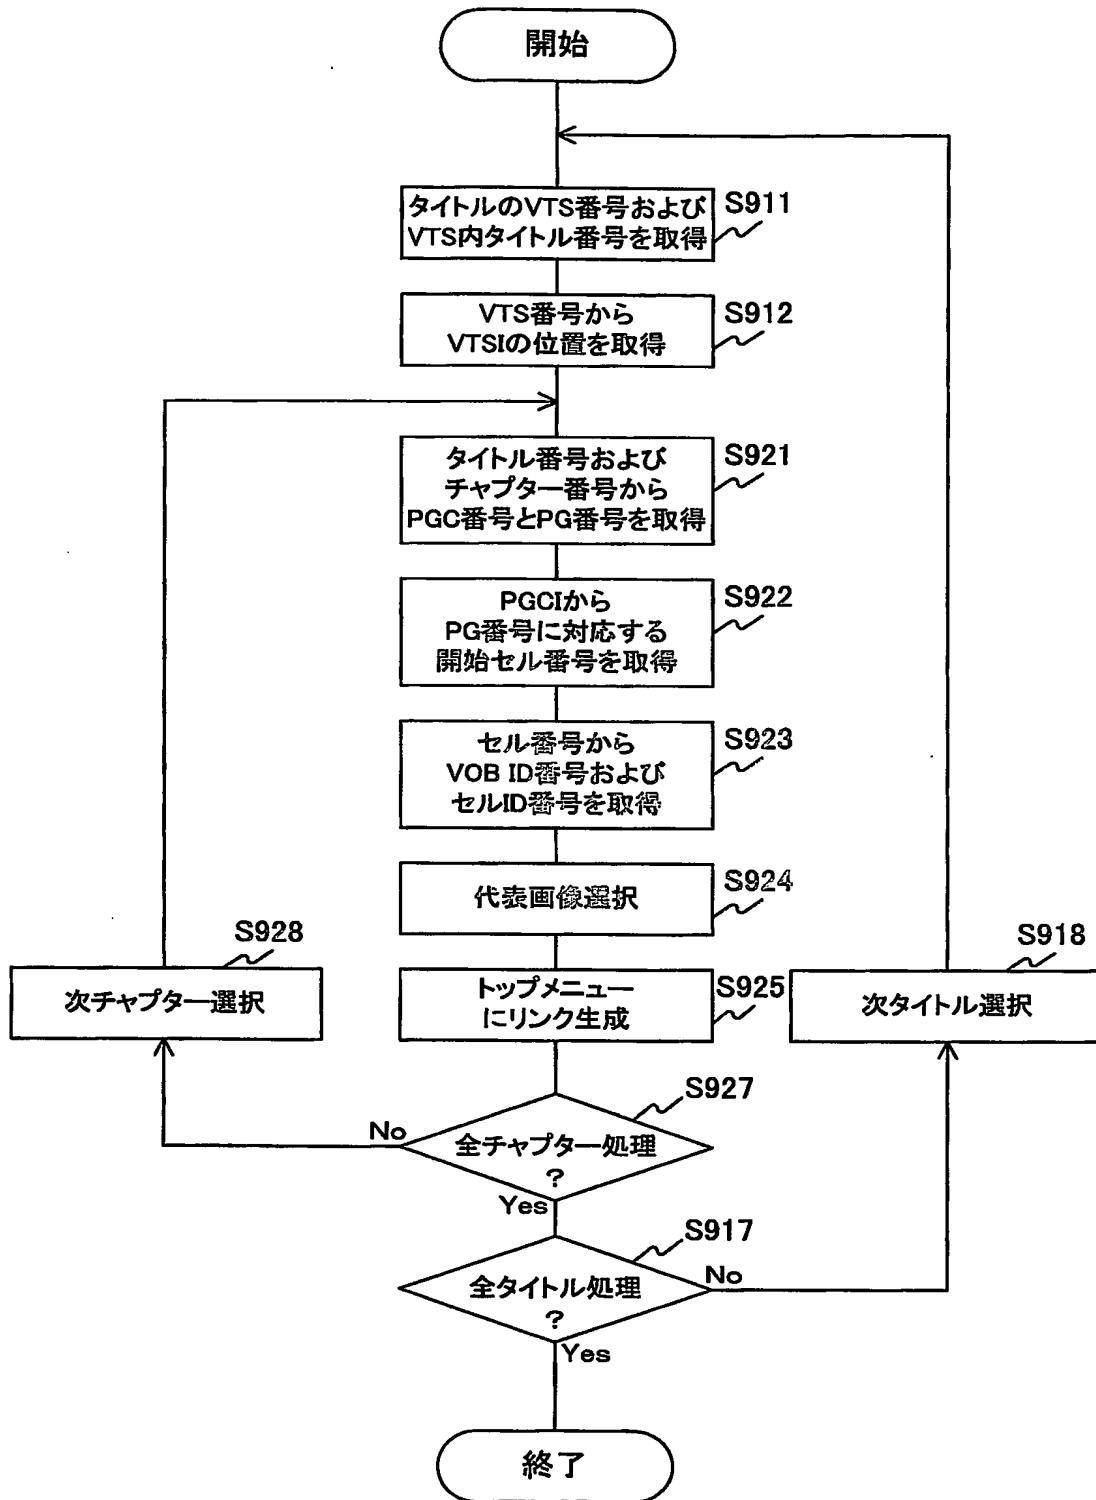 開始
タイトルのVTS番号および
VTS内タイトル番号を取得
S911
VTS番号から
VTSIの位置を取得
S912
タイトル番号および
チャプター番号から
PGC番号とPG番号を取得
S921
PGCIから
PG番号に対応する
開始セル番号を取得
S922
セル番号から
VOB ID番号および
セルID番号を取得
S923
代表画像選択
S924
S928
次チャプター選択
トップメニュー
にリンク生成
S925
S918
次タイトル選択
S927
No
全チャプター処理
?
Yes
S917
全タイトル処理
?
No
Yes
終了